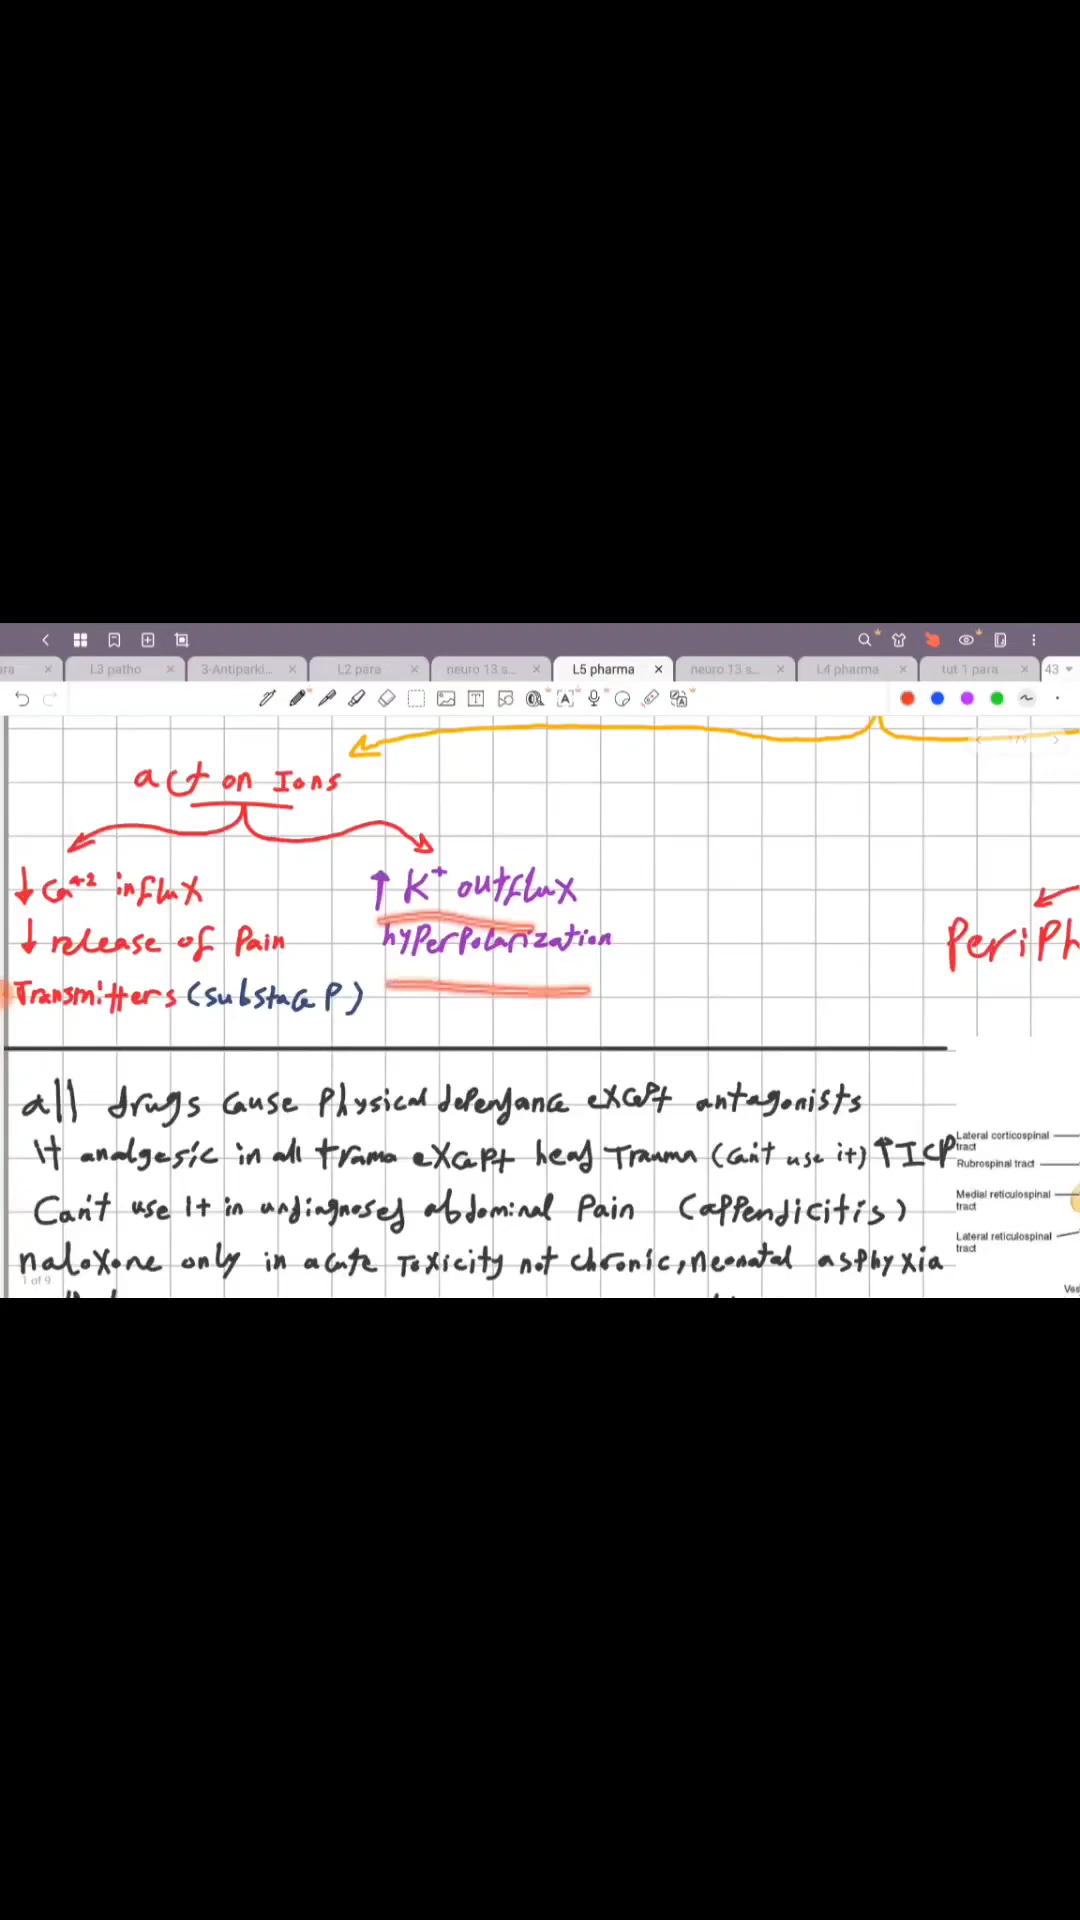 ara
L3 patho
3-Antiparki...
L2 para
neuro 13 s...
L5 pharma
neuro 13 s...
L4 pharma
tut 1 para
43
act on Ions
↓ Ca+2 influx
↑ K+ outflux
↓ release of Pain
hyperpolarization
Transmitters (substace P)
PeriPh
all drugs cause Physical dependance except antagonists
It analgesic in all trama except head Trauma (can't use it) ↑ICP
Can't use It in undiagnosed abdominal Pain (appendicitis)
naloxone only in acute Toxicity not chronic, neonatal asphyxia
1 of 9
Lateral corticospinal
tract
Rubrospinal tract
Medial reticulospinal
tract
Lateral reticulospinal
tract
Ves